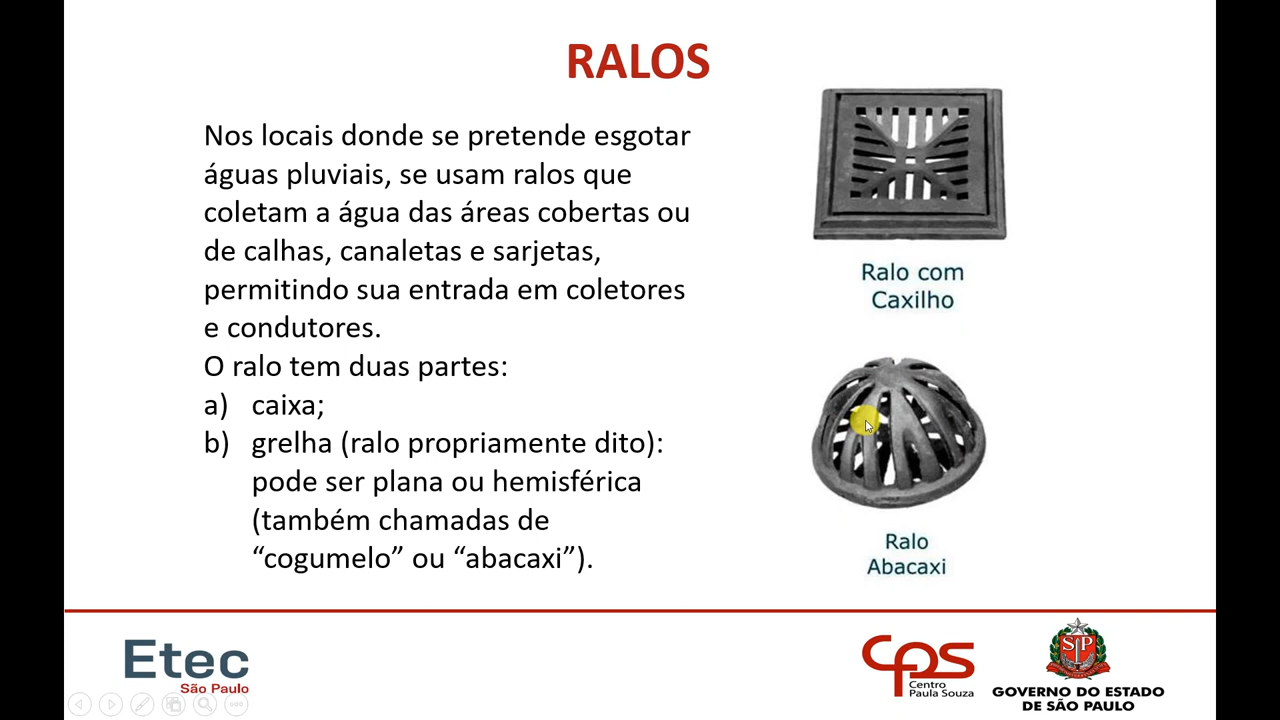 RALOS
Nos locais donde se pretende esgotar
águas pluviais, se usam ralos que
coletam a água das áreas cobertas ou
de calhas, canaletas e sarjetas,
permitindo sua entrada em coletores
e condutores.
O ralo tem duas partes:
a) caixa;
b) grelha (ralo propriamente dito):
pode ser plana ou hemisférica
(também chamadas de
“cogumelo” ou “abacaxi”).
Ralo com
Caxilho
Ralo
Abacaxi
Etec
São Paulo
CPS
Centro
Paula Souza
SP
GOVERNO DO ESTADO
DE SÃO PAULO